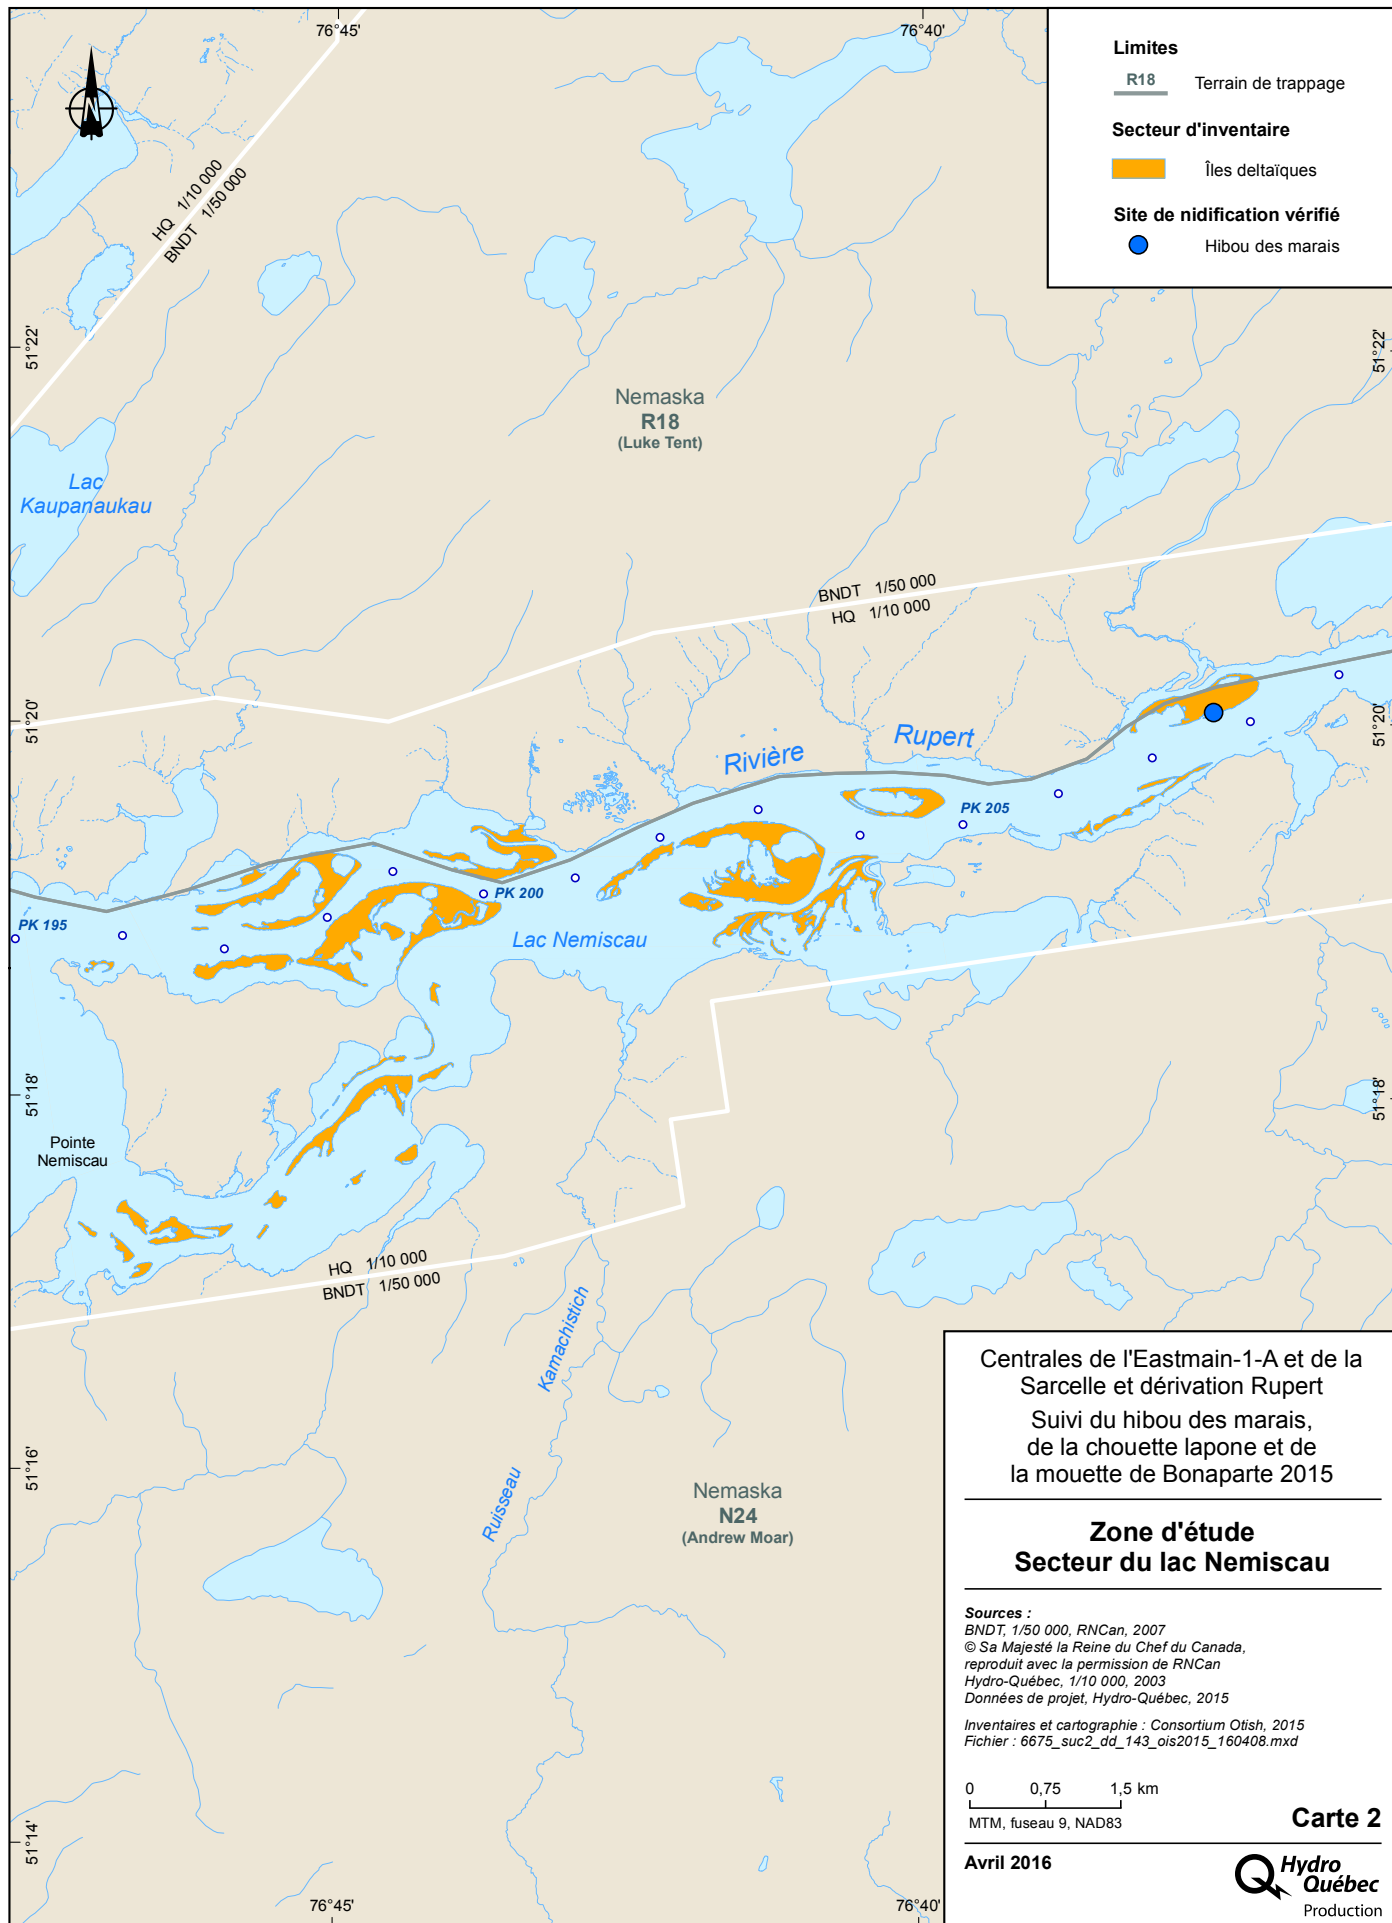 76°45'
76°40'
N
Limites
R18
Terrain de trappage
Secteur d'inventaire
Îles deltaïques
Site de nidification vérifié
Hibou des marais
HQ 1/10 000
BNDT 1/50 000
51°22'
51°22'
Nemaska
R18
(Luke Tent)
Lac
Kaupanaukau
BNDT 1/50 000
HQ 1/10 000
51°20'
51°20'
Rivière
Rupert
PK 205
PK 200
PK 195
Lac Nemiscau
51°18'
51°18'
Pointe
Nemiscau
HQ 1/10 000
BNDT 1/50 000
Kamachistich
Ruisseau
51°16'
Nemaska
N24
(Andrew Moar)
51°14'
76°45'
76°40'
Centrales de l'Eastmain-1-A et de la
Sarcelle et dérivation Rupert
Suivi du hibou des marais,
de la chouette lapone et de
la mouette de Bonaparte 2015
Zone d'étude
Secteur du lac Nemiscau
Sources :
BNDT, 1/50 000, RNCan, 2007
© Sa Majesté la Reine du Chef du Canada,
reproduit avec la permission de RNCan
Hydro-Québec, 1/10 000, 2003
Données de projet, Hydro-Québec, 2015
Inventaires et cartographie : Consortium Otish, 2015
Fichier : 6675_suc2_dd_143_ois2015_160408.mxd
0 0,75 1,5 km
MTM, fuseau 9, NAD83
Carte 2
Avril 2016
Hydro
Québec
Production